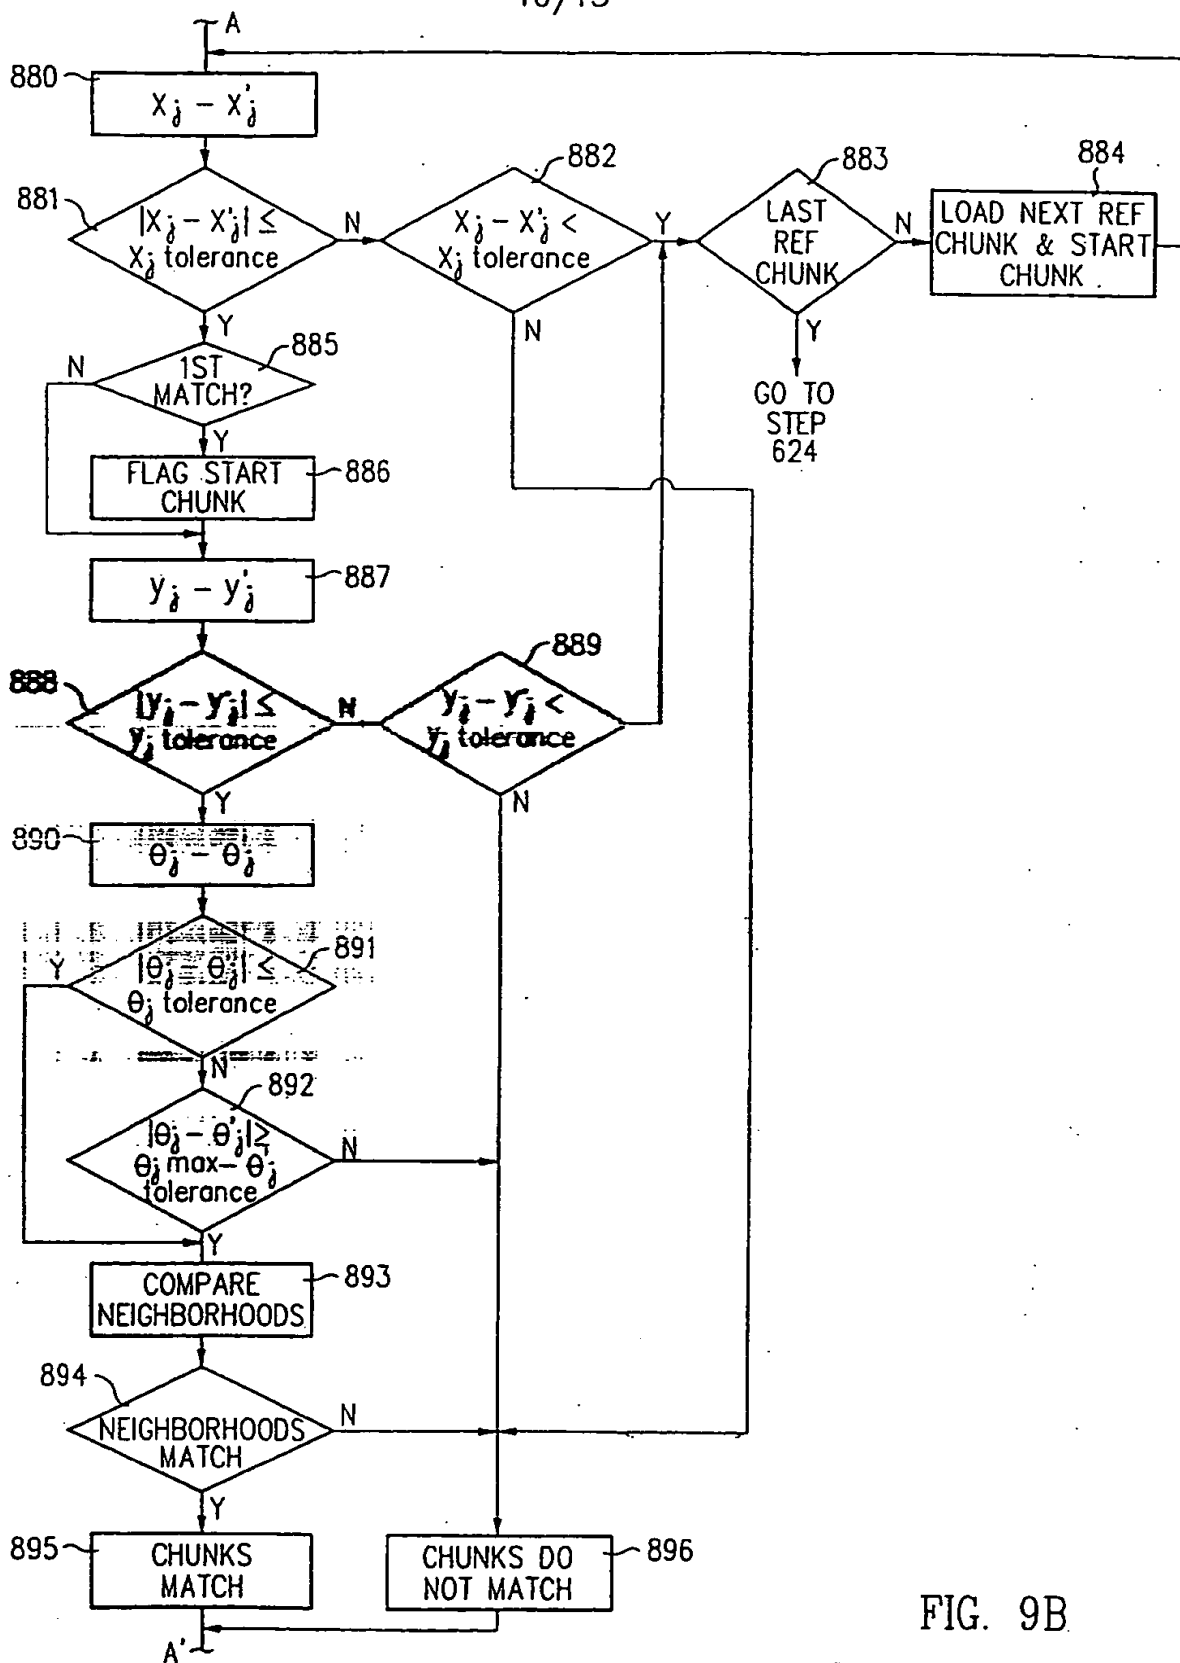 A
880
Xj – X'j
881
|Xj – X'j| ≤
Xj tolerance
N
882
Xj – X'j <
Xj tolerance
Y
883
LAST
REF
CHUNK
N
884
LOAD NEXT REF
CHUNK & START
CHUNK
Y
N
Y
GO TO
STEP
624
N
885
1ST
MATCH?
Y
FLAG START
CHUNK
886
yj – y'j
887
888
|yj – y'j| ≤
yj tolerance
N
889
yj – y'j <
yj tolerance
Y
N
890
θj – θ'j
891
Y
|θj – θ'j| ≤
θj tolerance
N
892
|θj – θ'j| ≥
θj max– θ'j
tolerance
N
Y
COMPARE
NEIGHBORHOODS
893
894
NEIGHBORHOODS
MATCH
N
Y
895
CHUNKS
MATCH
CHUNKS DO
NOT MATCH
896
A'
FIG. 9B